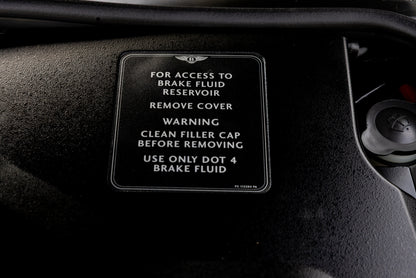 B
FOR ACCESS TO
BRAKE FLUID
RESERVOIR
REMOVE COVER
WARNING
CLEAN FILLER CAP
BEFORE REMOVING
USE ONLY DOT 4
BRAKE FLUID